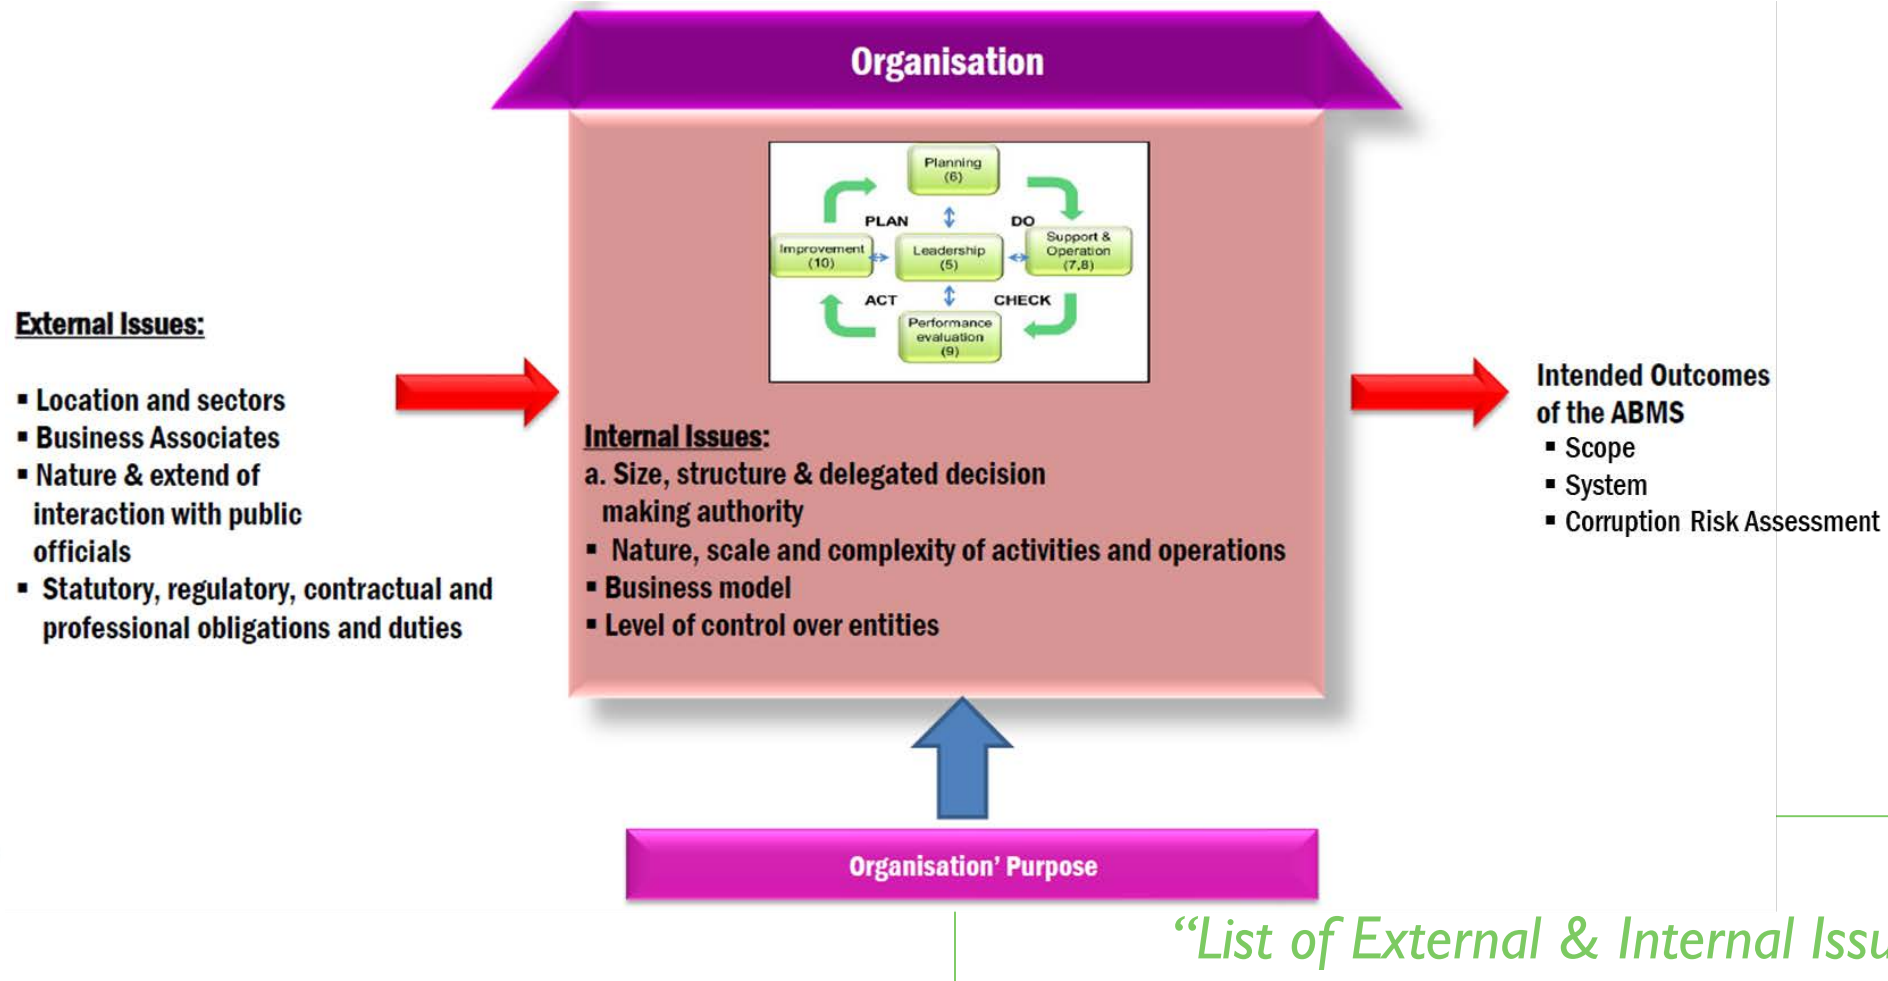 Organisation
Planning
(6)
PLAN
DO
Improvement
(10)
Leadership
(5)
Support &
Operation
(7,8)
ACT
CHECK
Performance
evaluation
(9)
External Issues:
▪ Location and sectors
▪ Business Associates
▪ Nature & extend of
interaction with public
officials
▪ Statutory, regulatory, contractual and
professional obligations and duties
Internal Issues:
a. Size, structure & delegated decision
making authority
▪ Nature, scale and complexity of activities and operations
▪ Business model
▪ Level of control over entities
Intended Outcomes
of the ABMS
▪ Scope
▪ System
▪ Corruption Risk Assessment
Organisation’ Purpose
“List of External & Internal Issu